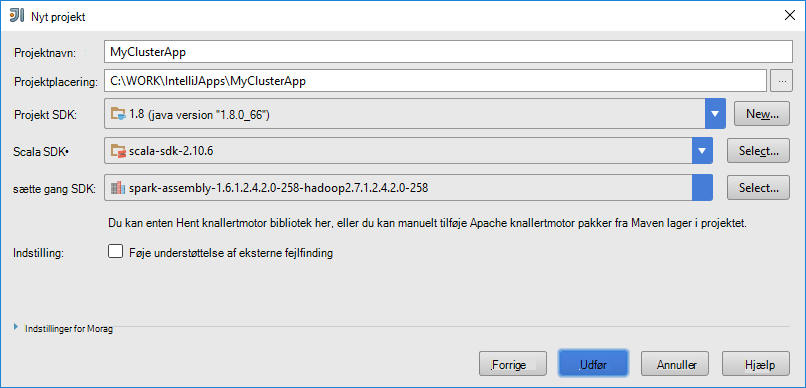 Nyt projekt
Projektnavn: MyClusterApp
Projektplacering: C:\WORK\IntelliJApps\MyClusterApp ...
Projekt SDK: 1.8 (java version "1.8.0_66") New...
Scala SDK• scala-sdk-2.10.6 Select...
sætte gang SDK: spark-assembly-1.6.1.2.4.2.0-258-hadoop2.7.1.2.4.2.0-258 Select...
Du kan enten Hent knallertmotor bibliotek her, eller du kan manuelt tilføje Apache knallertmotor pakker fra Maven lager i projektet.
Indstilling: Føje understøttelse af eksterne fejlfinding
Indstillinger for Morag
Forrige Udfør Annuller Hjælp